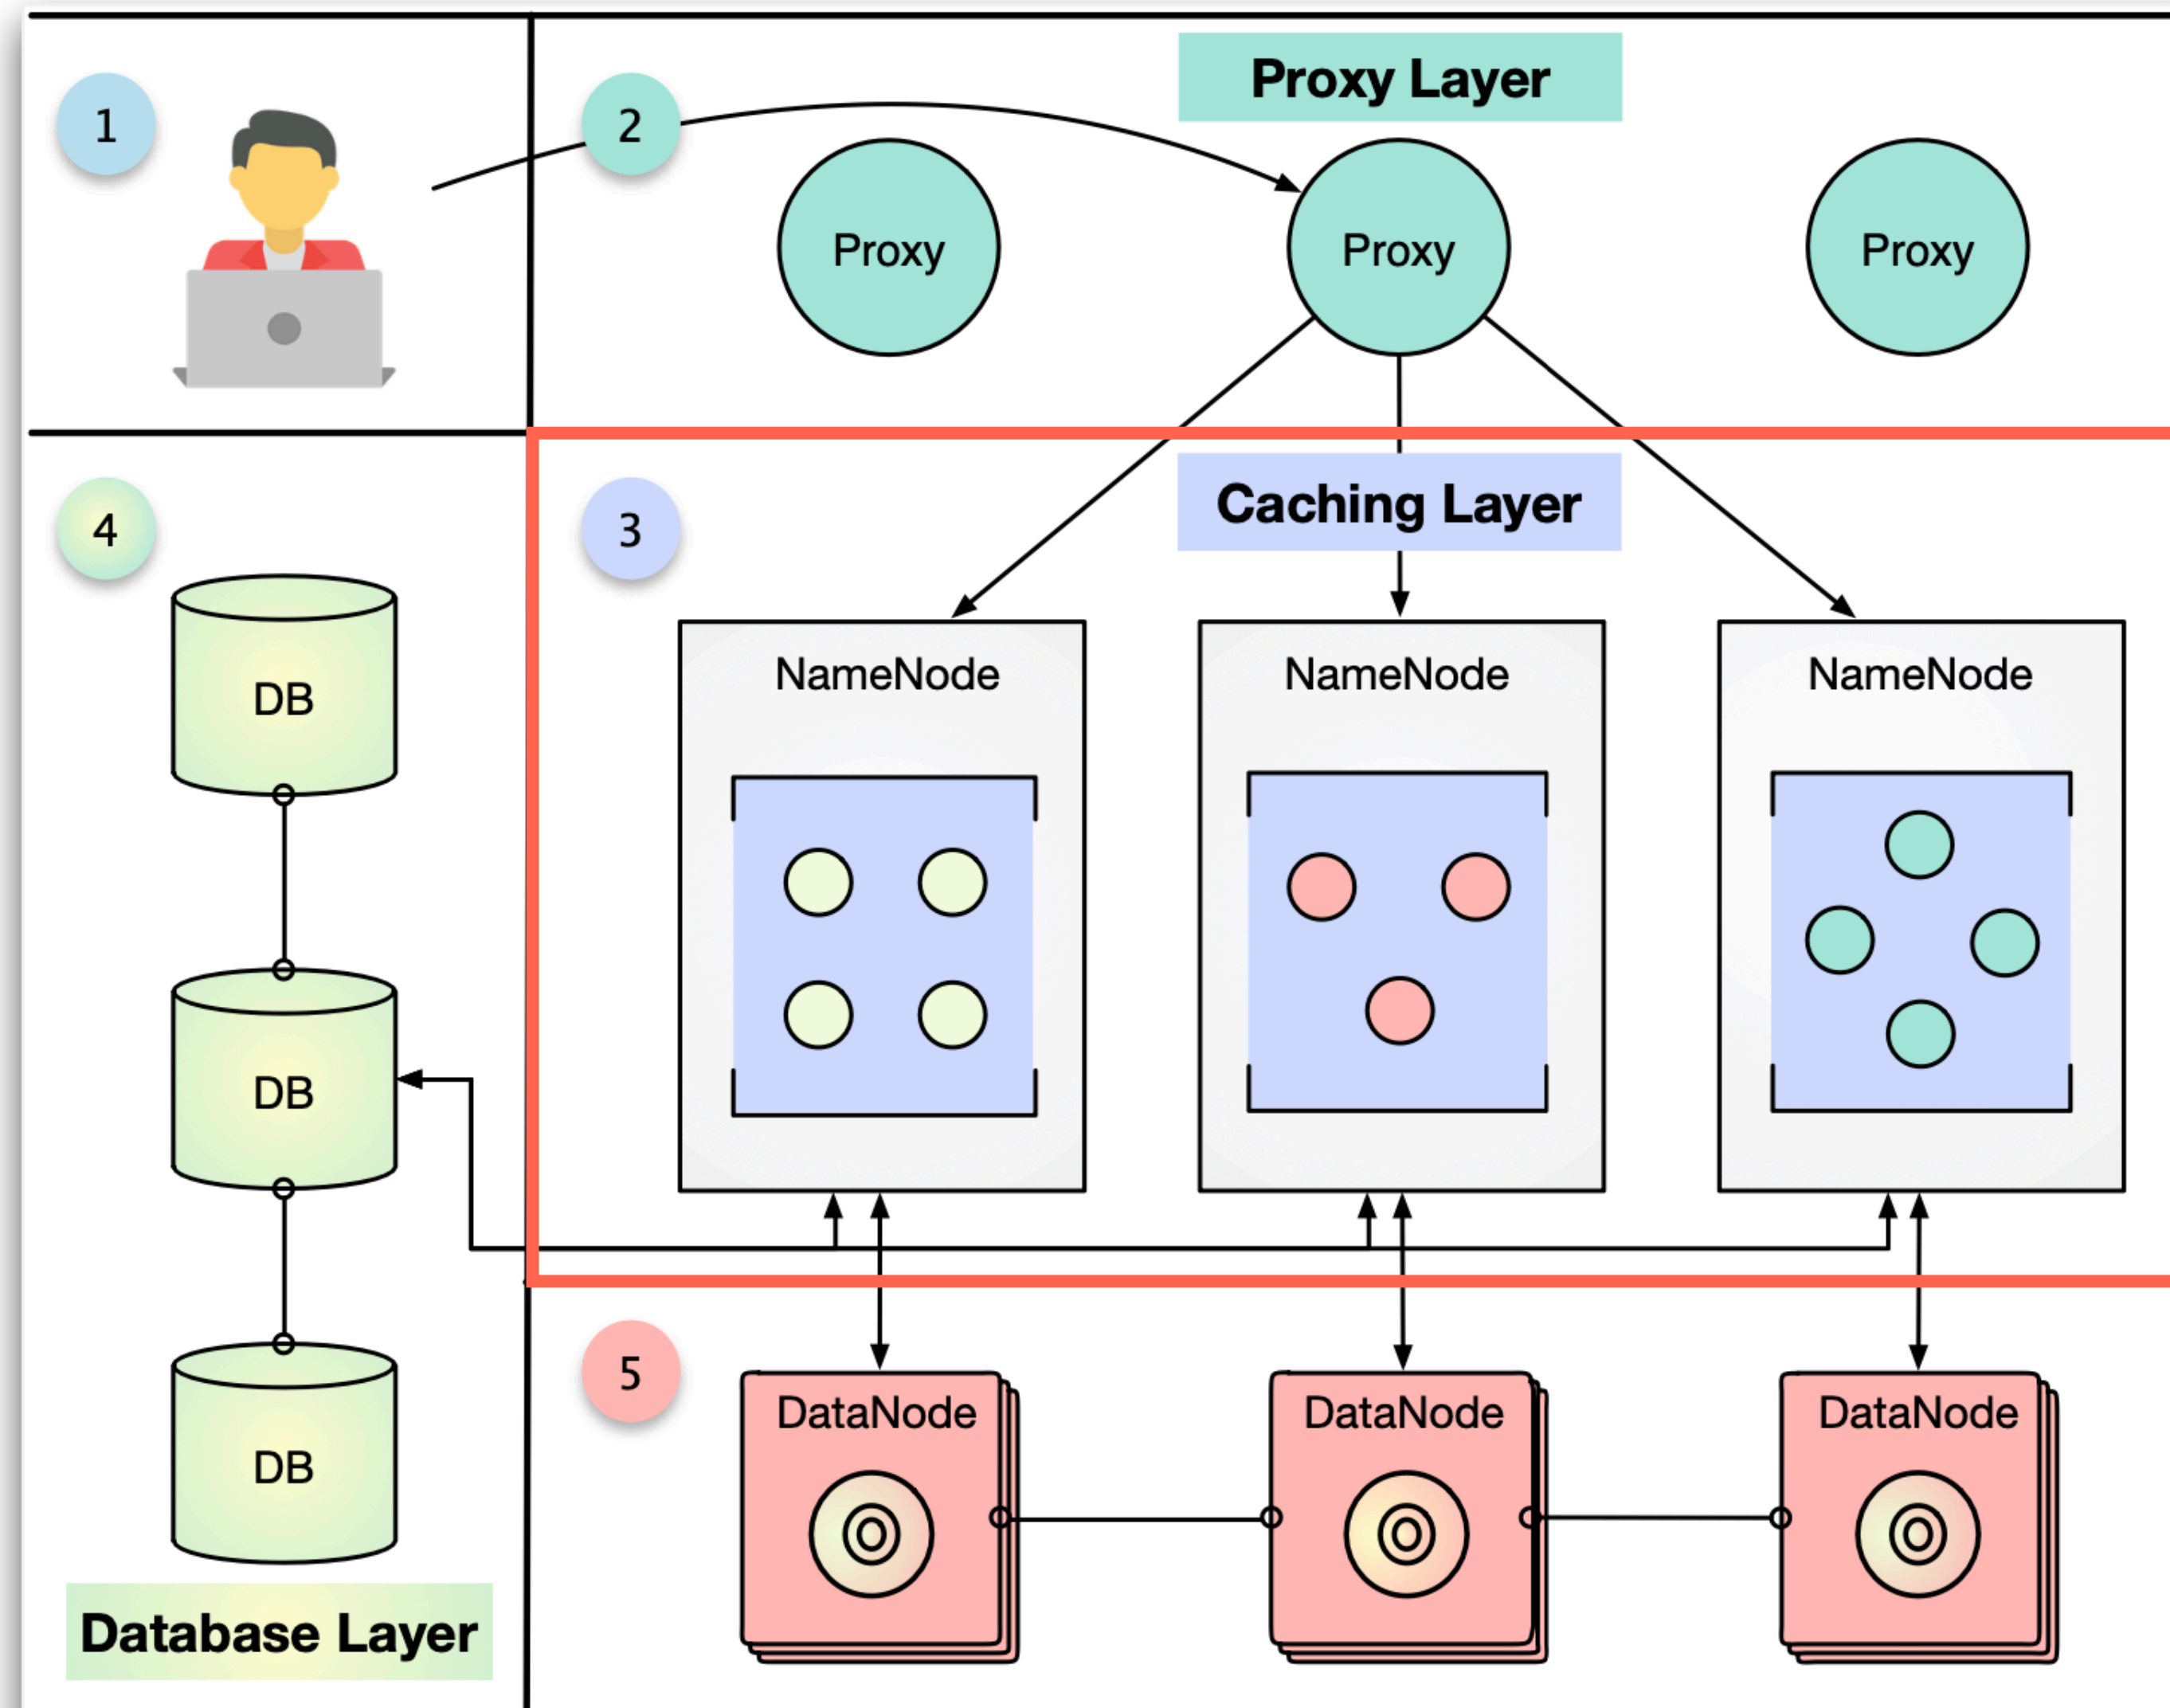 1
2
Proxy Layer
Proxy
Proxy
Proxy
4
3
Caching Layer
DB
NameNode
NameNode
NameNode
DB
5
DB
DataNode
DataNode
DataNode
Database Layer